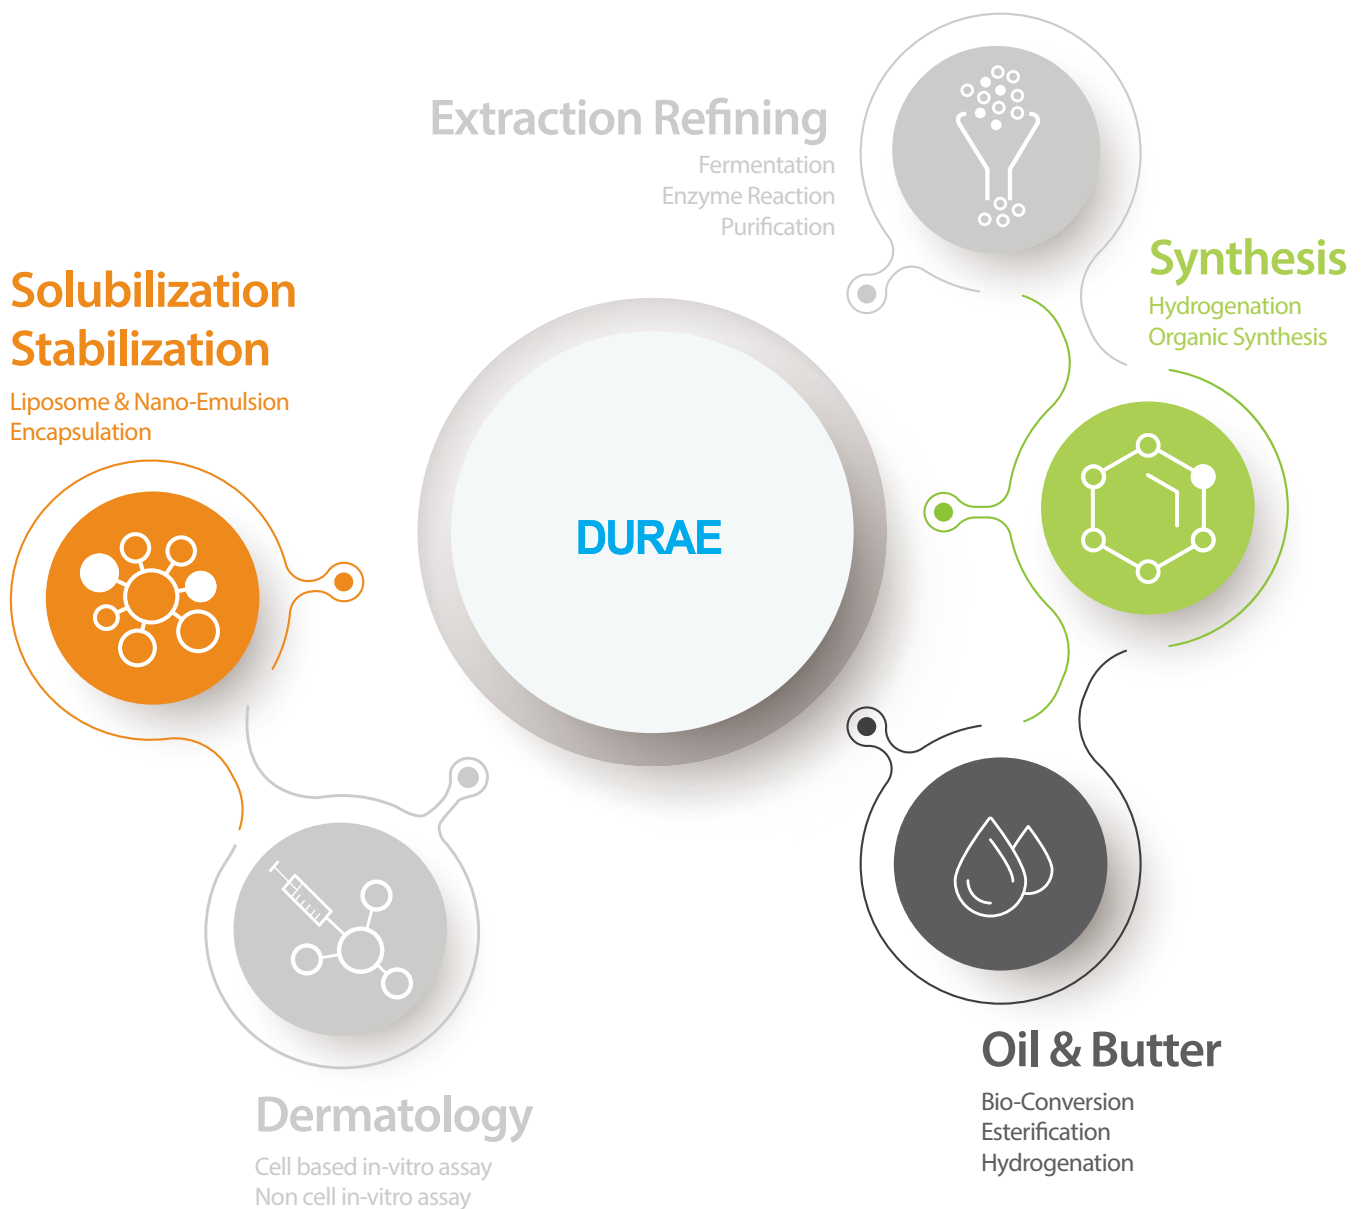 Extraction Refining
Fermentation
Enzyme Reaction
Purification
Synthesis
Hydrogenation
Organic Synthesis
Solubilization
Stabilization
Liposome & Nano-Emulsion
Encapsulation
DURAE
Oil & Butter
Bio-Conversion
Esterification
Hydrogenation
Dermatology
Cell based in-vitro assay
Non cell in-vitro assay